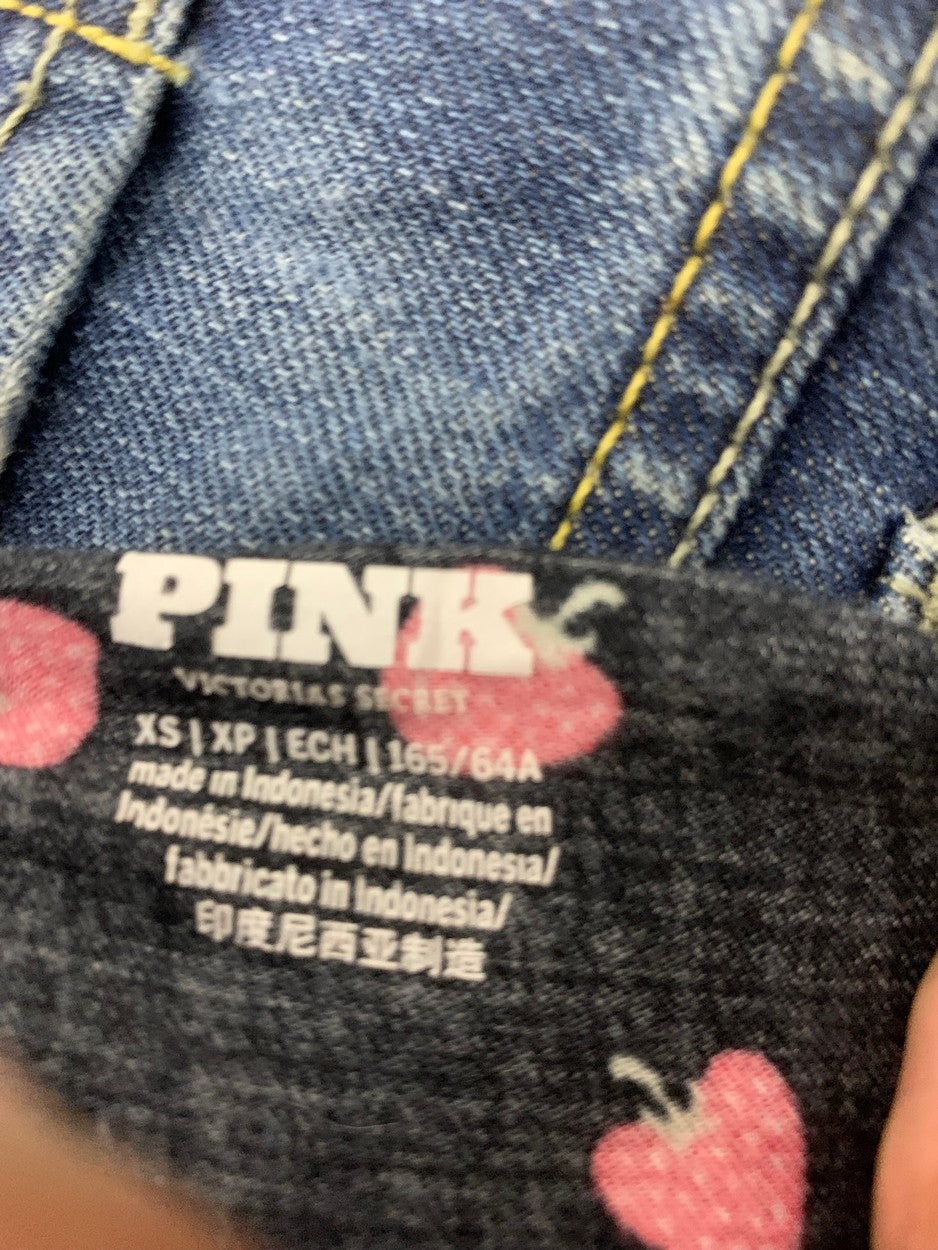 PINK
VICTORIA'S SECRET
XS | XP | ECH | 165/64A
made in Indonesia/fabriqué en
Indonésie/hecho en Indonesia/
fabbricato in Indonesia/
印度尼西亚制造